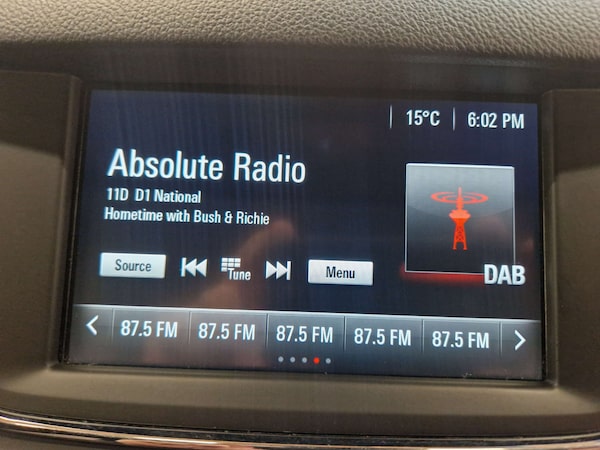 15°C 6:02 PM
Absolute Radio
11D D1 National
Hometime with Bush & Richie
DAB
Source Tune Menu
87.5 FM 87.5 FM 87.5 FM 87.5 FM 87.5 FM